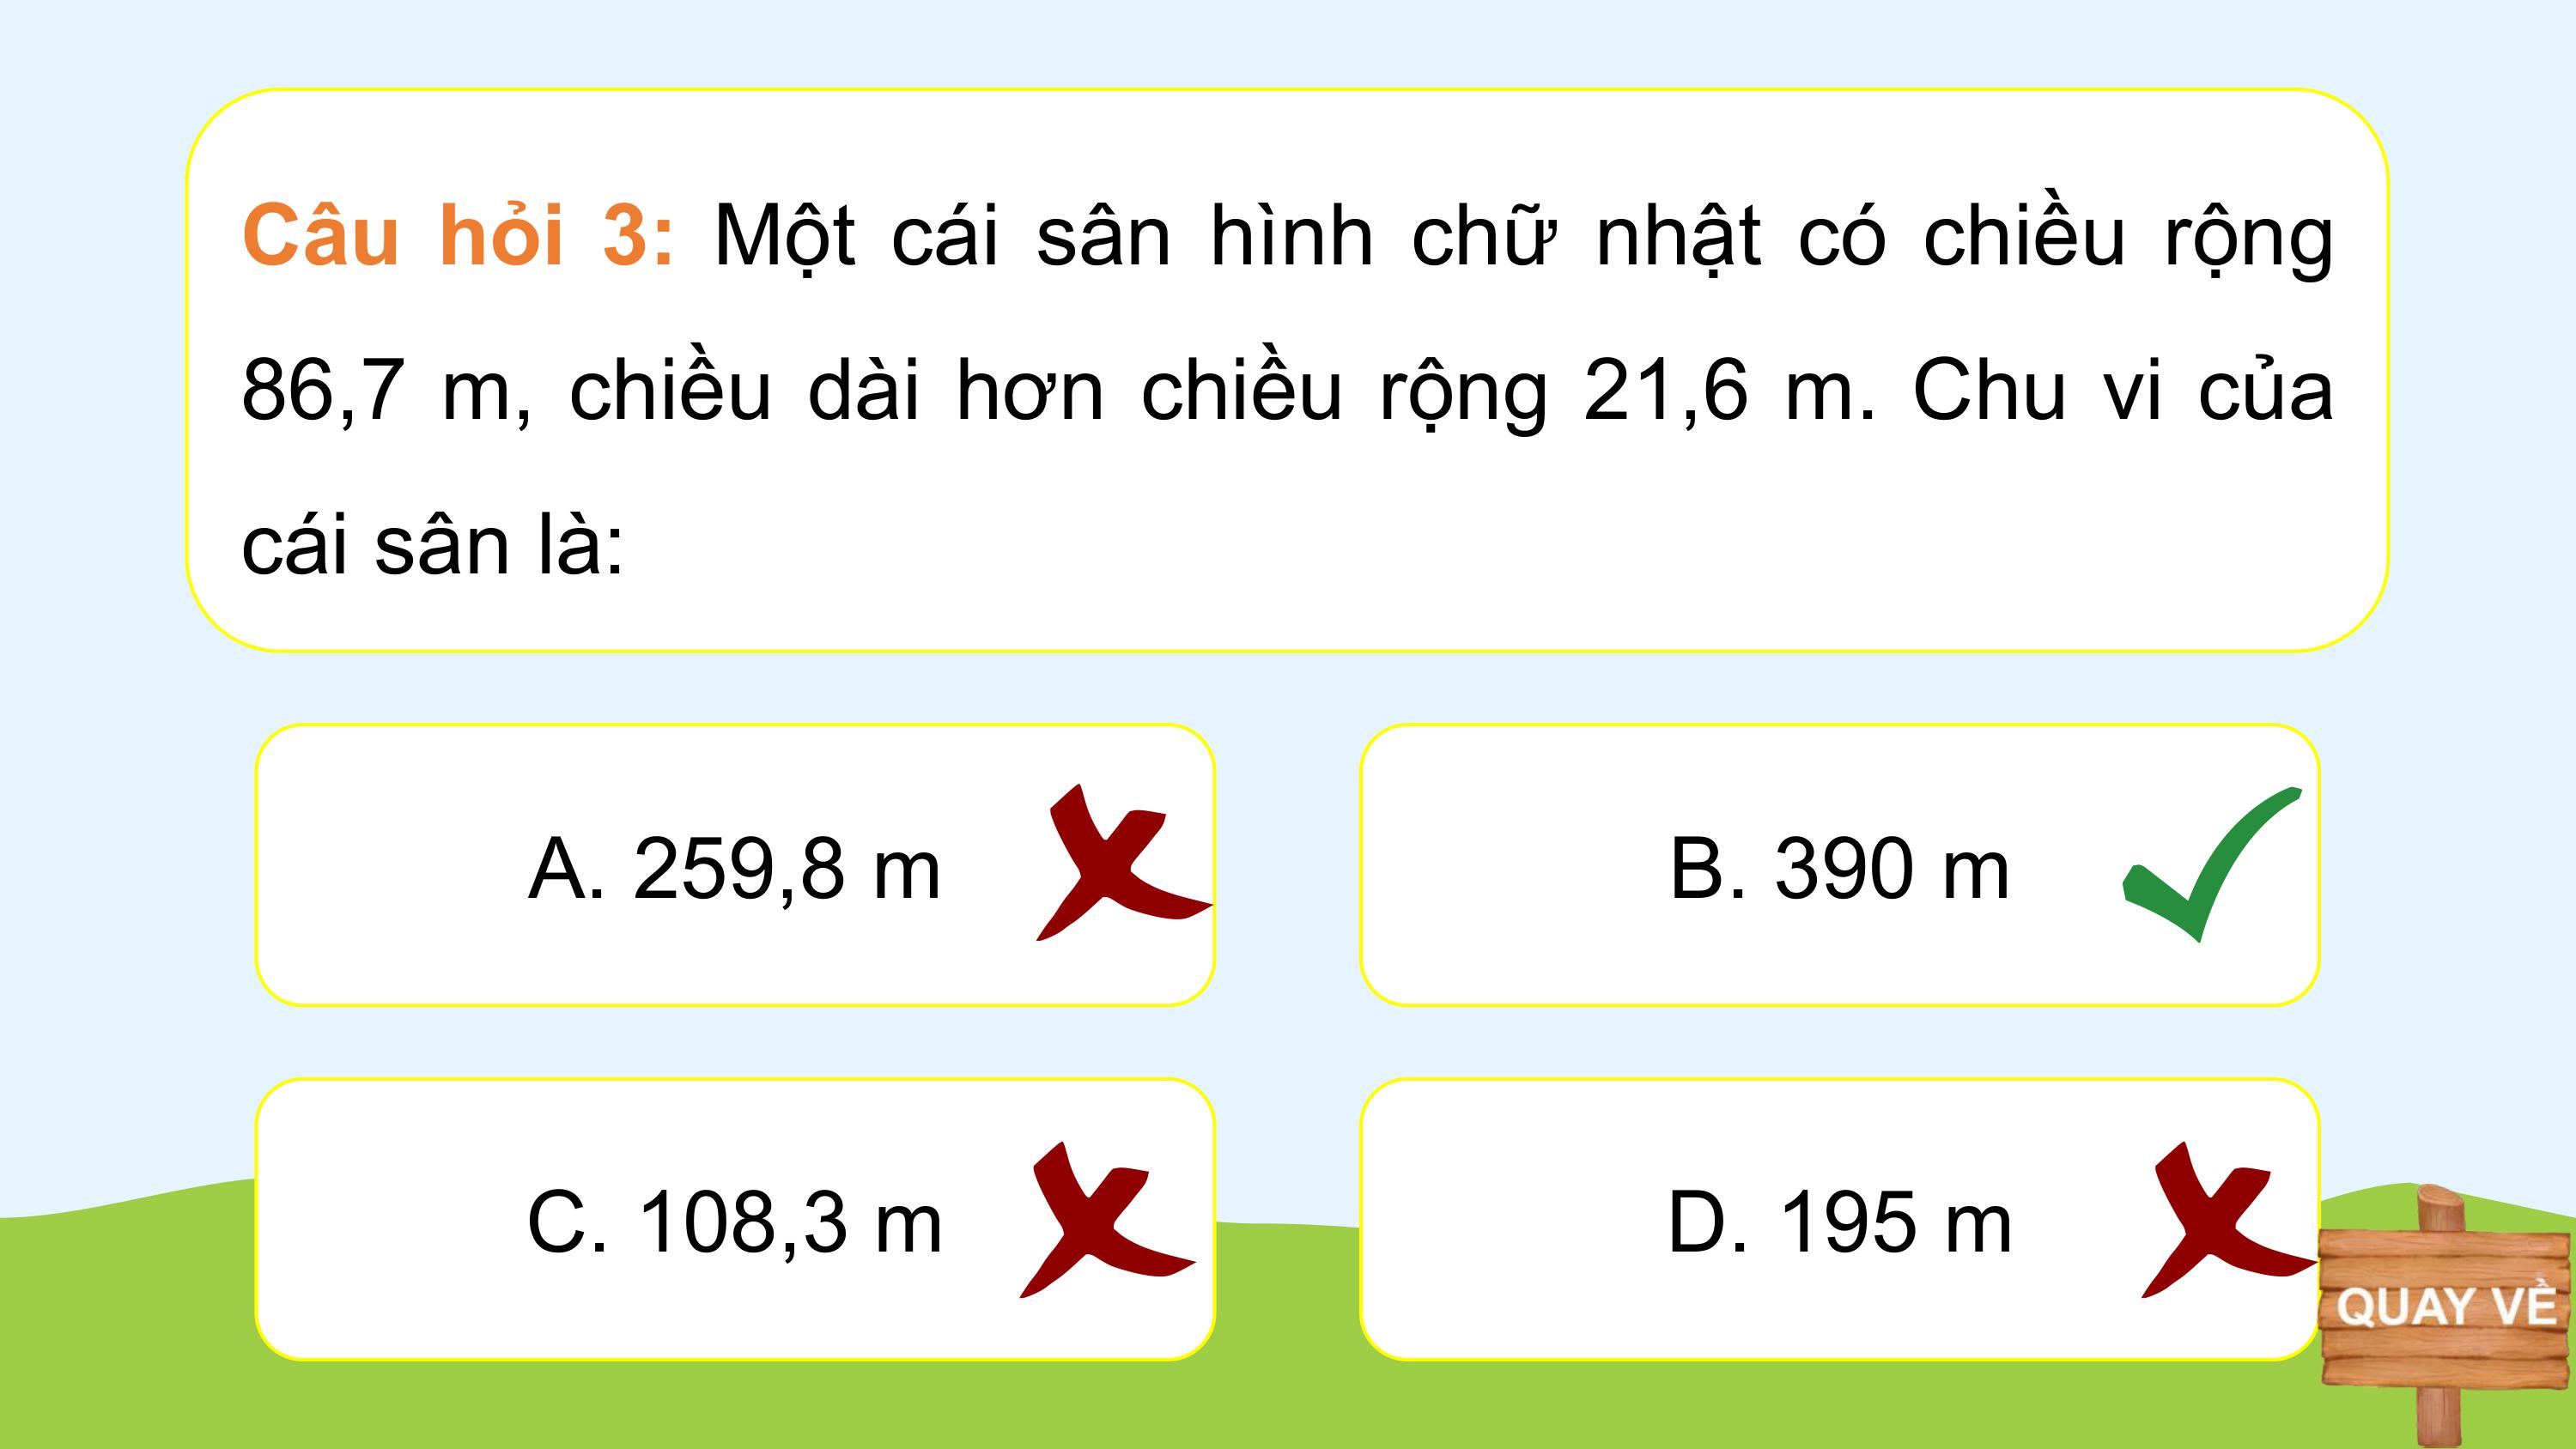 Câu hỏi 3: Một cái sân hình chữ nhật có chiều rộng
86,7 m, chiều dài hơn chiều rộng 21,6 m. Chu vi của
cái sân là:
A. 259,8 m
B. 390 m
C. 108,3 m
D. 195 m
QUAY VỀ